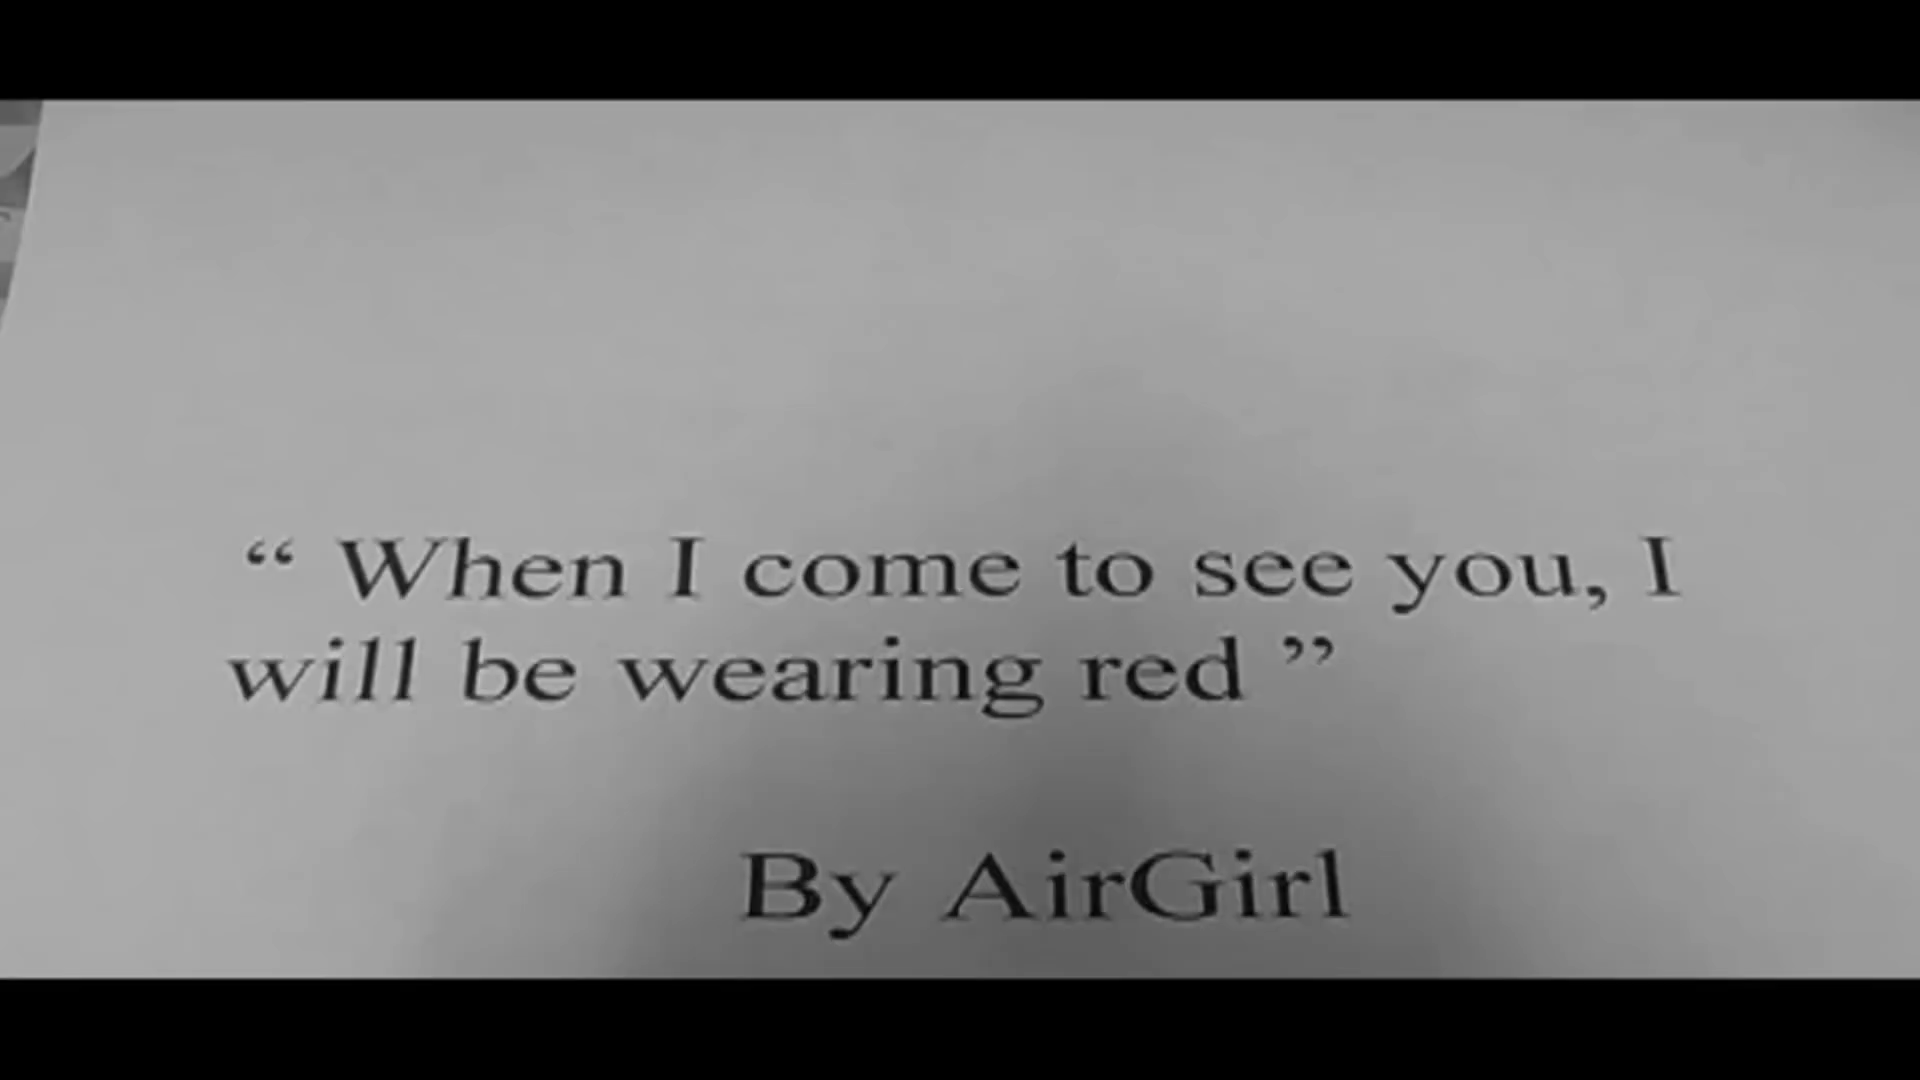 “ When I come to see you, I
will be wearing red ”
By AirGirl